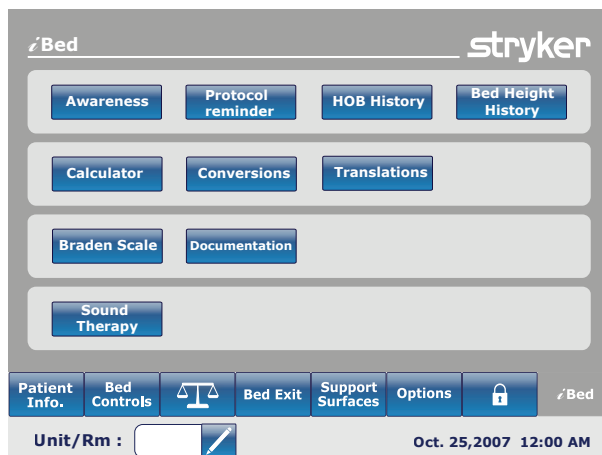 iBed stryker
Awareness Protocol reminder HOB History Bed Height History
Calculator Conversions Translations
Braden Scale Documentation
Sound Therapy
Patient Info. Bed Controls Bed Exit Support Surfaces Options iBed
Unit/Rm : Oct. 25,2007 12:00 AM